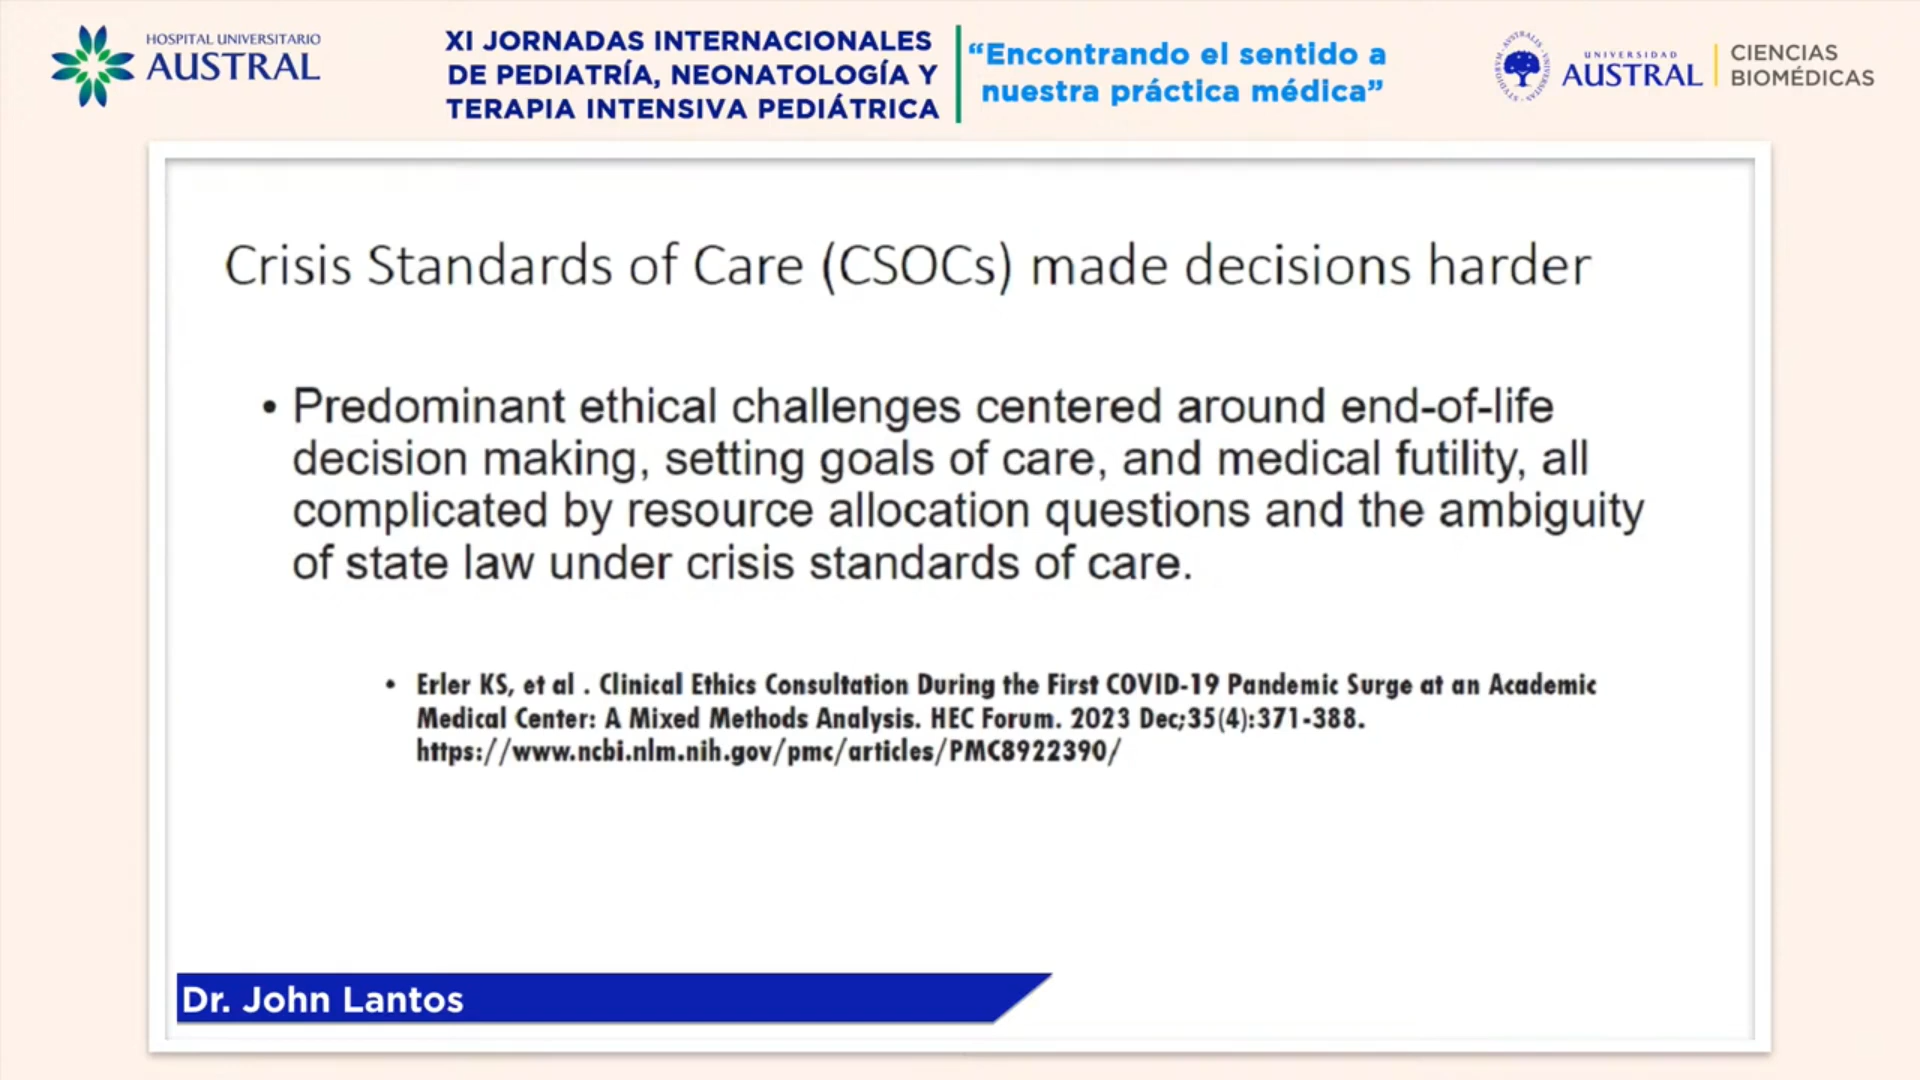 HOSPITAL UNIVERSITARIO
AUSTRAL
XI JORNADAS INTERNACIONALES
DE PEDIATRÍA, NEONATOLOGÍA Y
TERAPIA INTENSIVA PEDIÁTRICA
“Encontrando el sentido a
nuestra práctica médica”
UNIVERSIDAD
AUSTRAL
CIENCIAS
BIOMÉDICAS
Crisis Standards of Care (CSOCs) made decisions harder
• Predominant ethical challenges centered around end-of-life
decision making, setting goals of care, and medical futility, all
complicated by resource allocation questions and the ambiguity
of state law under crisis standards of care.
• Erler KS, et al . Clinical Ethics Consultation During the First COVID-19 Pandemic Surge at an Academic
Medical Center: A Mixed Methods Analysis. HEC Forum. 2023 Dec;35(4):371-388.
https://www.ncbi.nlm.nih.gov/pmc/articles/PMC8922390/
Dr. John Lantos